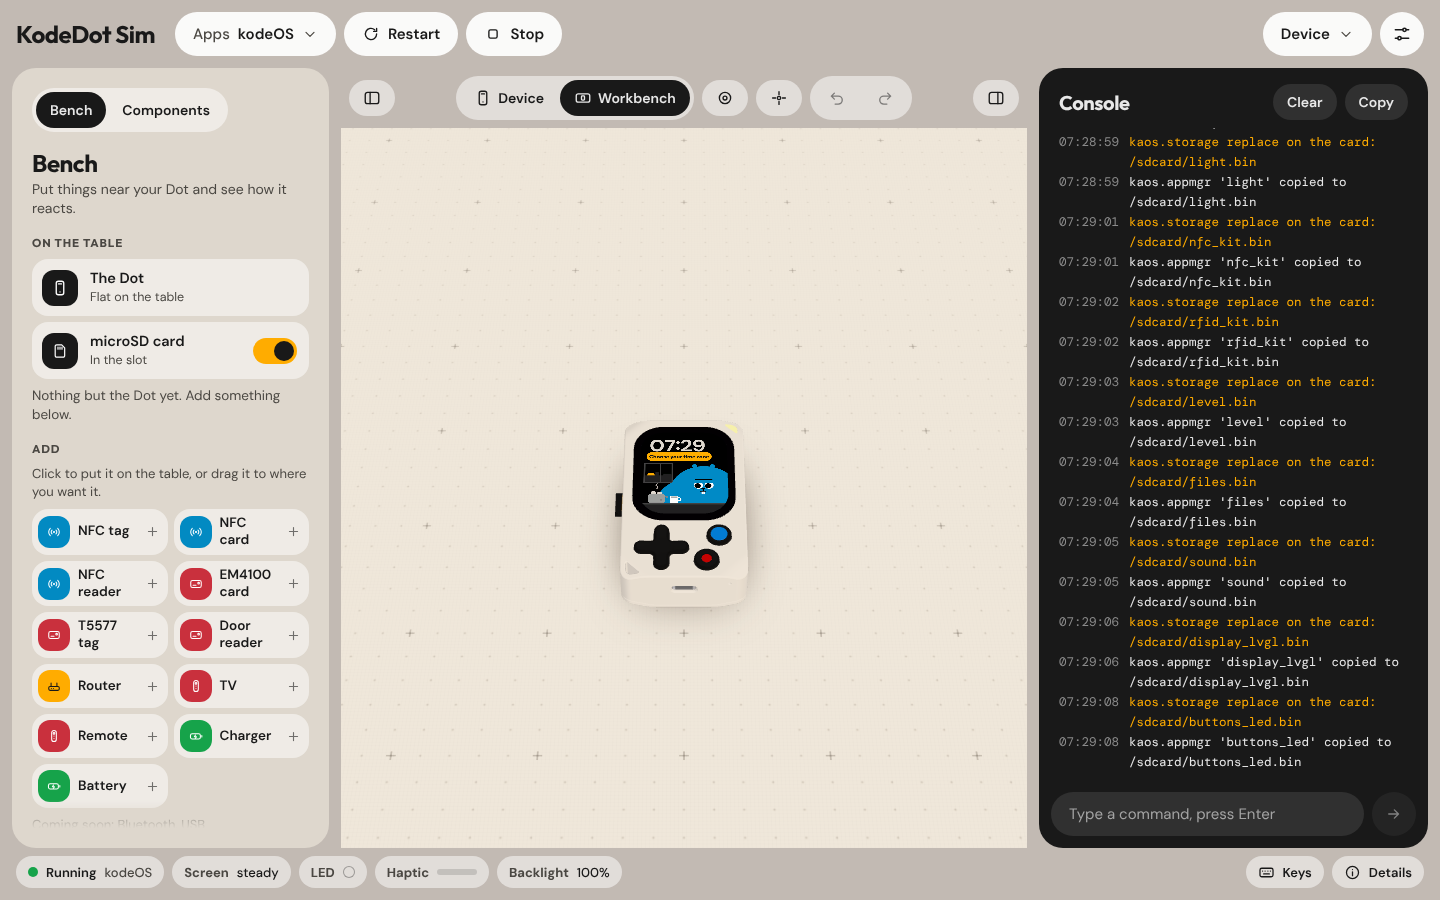 KodeDot Sim
Apps kodeOS
Restart
Stop
Device
Bench
Components
Bench
Put things near your Dot and see how it
reacts.
ON THE TABLE
The Dot
Flat on the table
microSD card
In the slot
Nothing but the Dot yet. Add something
below.
ADD
Click to put it on the table, or drag it to where
you want it.
NFC tag
NFC
card
NFC
reader
EM4100
card
T5577
tag
Door
reader
Router
TV
Remote
Charger
Battery
Coming soon: Bluetooth, USB
Device
Workbench
07:29
Choose your time zone
Console
Clear
Copy
07:28:59 kaos.storage replace on the card:
/sdcard/light.bin
07:28:59 kaos.appmgr 'light' copied to
/sdcard/light.bin
07:29:01 kaos.storage replace on the card:
/sdcard/nfc_kit.bin
07:29:01 kaos.appmgr 'nfc_kit' copied to
/sdcard/nfc_kit.bin
07:29:02 kaos.storage replace on the card:
/sdcard/rfid_kit.bin
07:29:02 kaos.appmgr 'rfid_kit' copied to
/sdcard/rfid_kit.bin
07:29:03 kaos.storage replace on the card:
/sdcard/level.bin
07:29:03 kaos.appmgr 'level' copied to
/sdcard/level.bin
07:29:04 kaos.storage replace on the card:
/sdcard/files.bin
07:29:04 kaos.appmgr 'files' copied to
/sdcard/files.bin
07:29:05 kaos.storage replace on the card:
/sdcard/sound.bin
07:29:05 kaos.appmgr 'sound' copied to
/sdcard/sound.bin
07:29:06 kaos.storage replace on the card:
/sdcard/display_lvgl.bin
07:29:06 kaos.appmgr 'display_lvgl' copied to
/sdcard/display_lvgl.bin
07:29:08 kaos.storage replace on the card:
/sdcard/buttons_led.bin
07:29:08 kaos.appmgr 'buttons_led' copied to
/sdcard/buttons_led.bin
Type a command, press Enter
Running kodeOS
Screen steady
LED
Haptic
Backlight 100%
Keys
Details